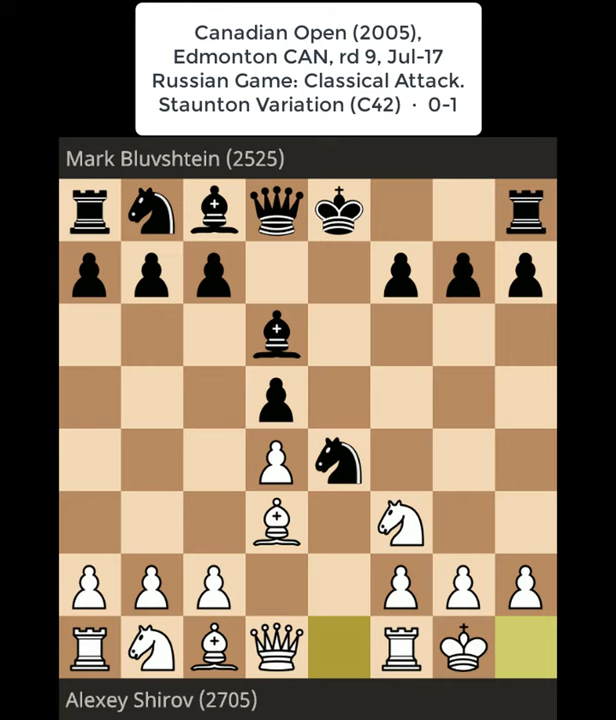 Canadian Open (2005),
Edmonton CAN, rd 9, Jul-17
Russian Game: Classical Attack.
Staunton Variation (C42) · 0-1
Mark Bluvshtein (2525)
Alexey Shirov (2705)